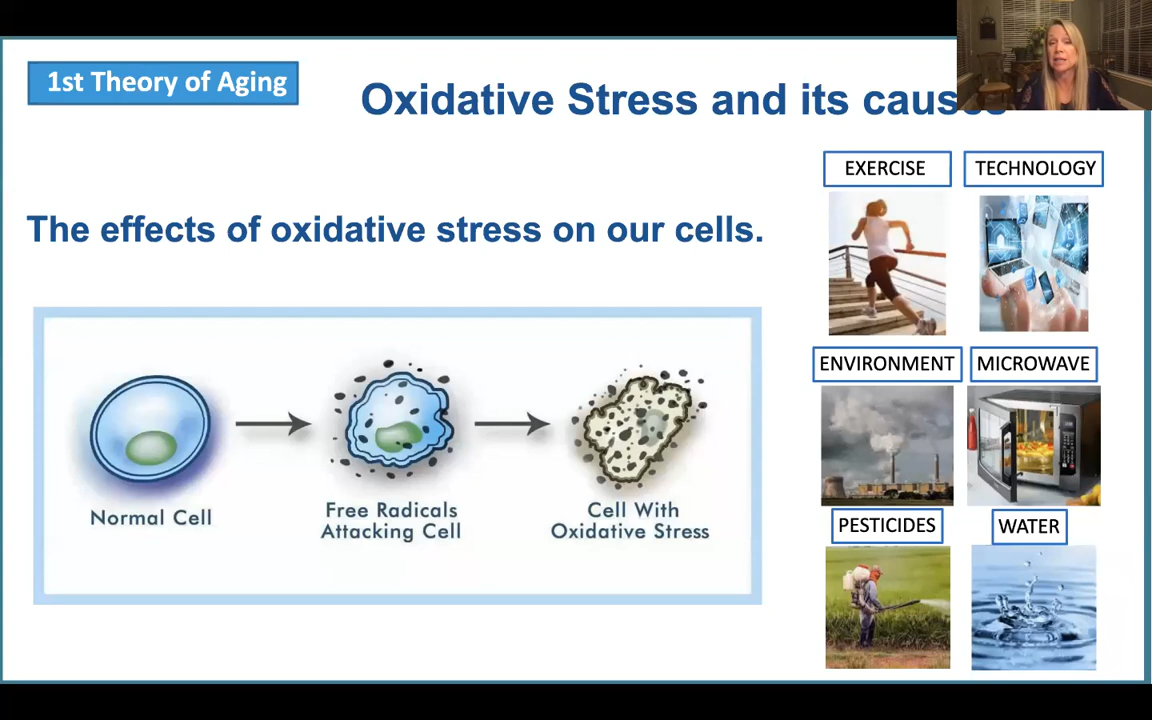 1st Theory of Aging
Oxidative Stress and its causes
The effects of oxidative stress on our cells.
Normal Cell
Free Radicals
Attacking Cell
Cell With
Oxidative Stress
EXERCISE
TECHNOLOGY
ENVIRONMENT
MICROWAVE
PESTICIDES
WATER